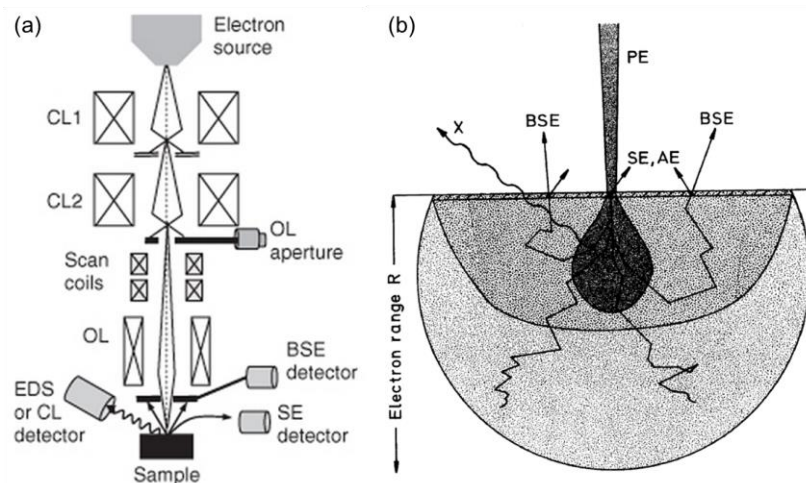 (a)
Electron
source
CL1
CL2
OL
aperture
Scan
coils
OL
BSE
detector
EDS
or CL
detector
SE
detector
Sample
(b)
PE
X
BSE
BSE
SE, AE
Electron range R